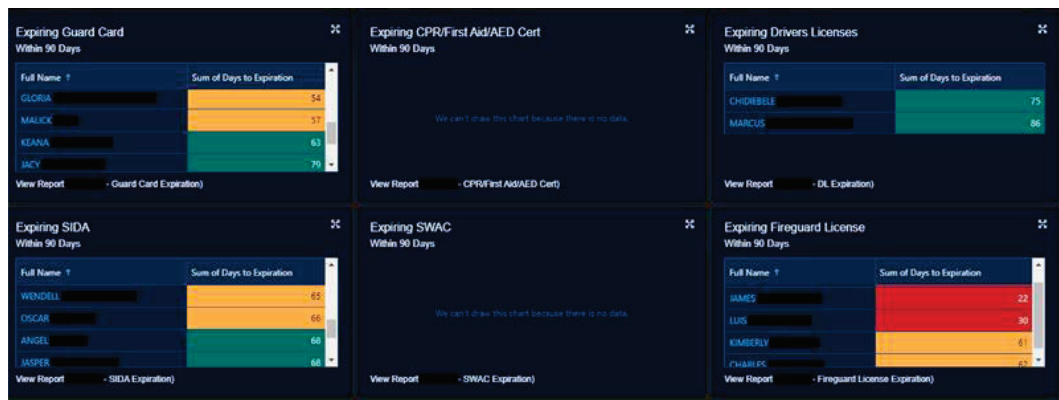 Expiring Guard Card
Within 90 Days
Full Name ↑ Sum of Days to Expiration
GLORIA 54
MALICK 57
KEANA 63
JACY 79
View Report - Guard Card Expiration)
Expiring CPR/First Aid/AED Cert
Within 90 Days
We can't draw this chart because there is no data.
View Report - CPR/First Aid/AED Cert)
Expiring Drivers Licenses
Within 90 Days
Full Name ↑ Sum of Days to Expiration
CHIDIEBELE 75
MARCUS 86
View Report - DL Expiration)
Expiring SIDA
Within 90 Days
Full Name ↑ Sum of Days to Expiration
WENDELL 65
OSCAR 66
ANGEL 68
JASPER 68
View Report - SIDA Expiration)
Expiring SWAC
Within 90 Days
We can't draw this chart because there is no data.
View Report - SWAC Expiration)
Expiring Fireguard License
Within 90 Days
Full Name ↑ Sum of Days to Expiration
JAMES 22
LUIS 30
KIMBERLY 61
CHARLES 62
View Report - Fireguard License Expiration)